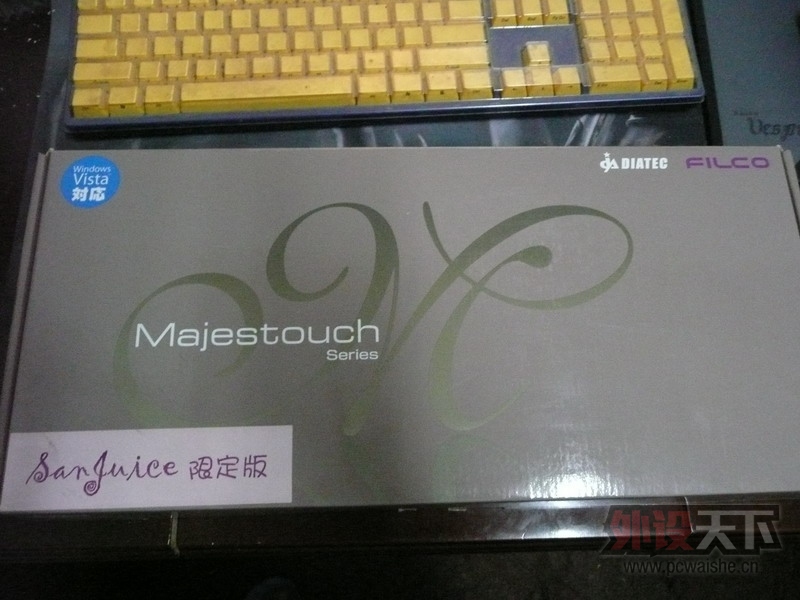 Windows
Vista
対応
DIATEC FILCO
Majestouch
Series
SanJuice 限定版
外设天下
www.pcwaishe.cn